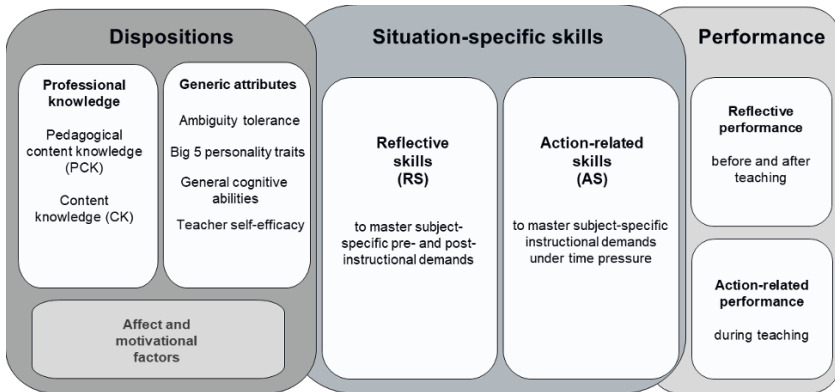 Dispositions
Professional
knowledge
Pedagogical
content knowledge
(PCK)
Content
knowledge (CK)
Generic attributes
Ambiguity tolerance
Big 5 personality traits
General cognitive
abilities
Teacher self-efficacy
Affect and
motivational
factors
Situation-specific skills
Reflective
skills
(RS)
to master subject-
specific pre- and post-
instructional demands
Action-related
skills
(AS)
to master subject-specific
instructional demands
under time pressure
Performance
Reflective
performance
before and after
teaching
Action-related
performance
during teaching